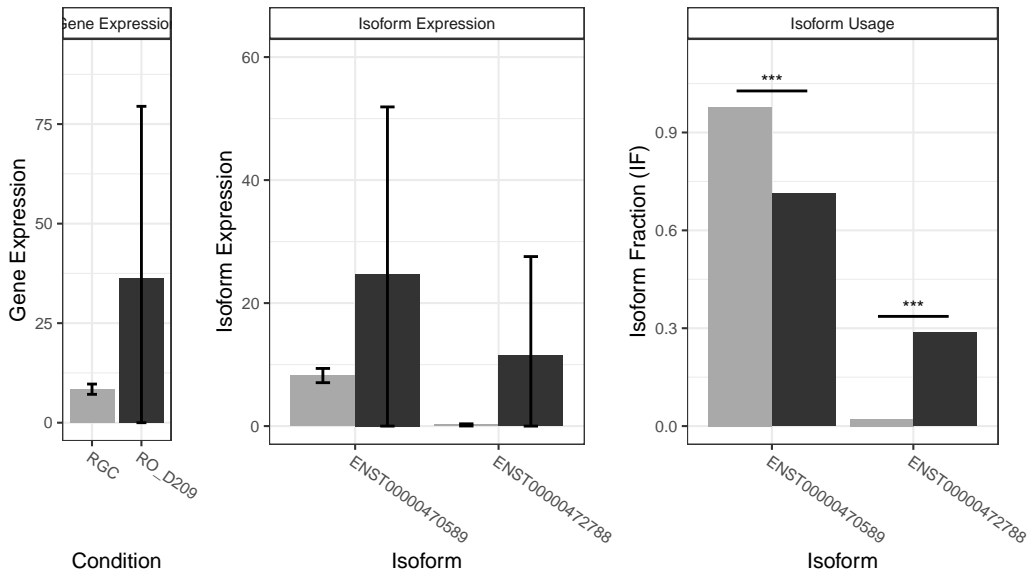 Gene Expression
Gene Expression
75
50
25
0
RGC
RO_D209
Condition
Isoform Expression
Isoform Expression
60
40
20
0
ENST00000470589
ENST00000472788
Isoform
Isoform Usage
Isoform Fraction (IF)
0.9
0.6
0.3
0.0
***
***
ENST00000470589
ENST00000472788
Isoform